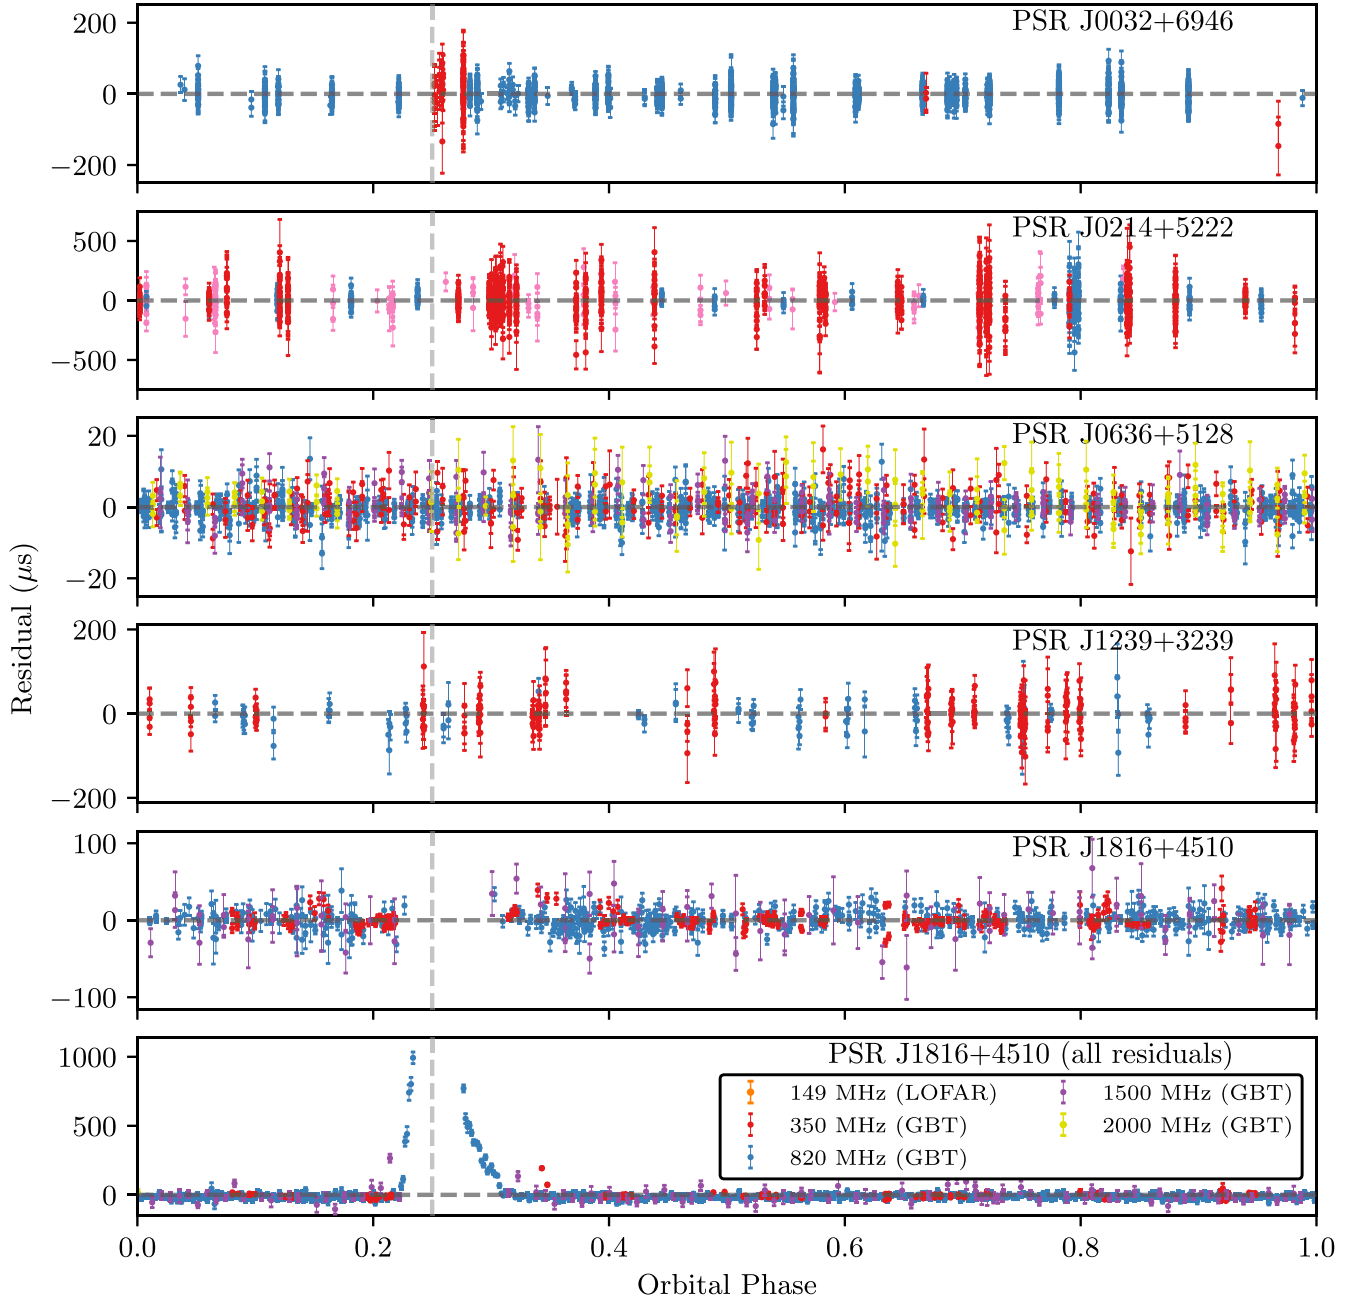 PSR J0032+6946
200
0
−200
PSR J0214+5222
500
0
−500
PSR J0636+5128
20
0
−20
PSR J1239+3239
200
0
−200
PSR J1816+4510
100
0
−100
PSR J1816+4510 (all residuals)
1000
500
0
149 MHz (LOFAR)
350 MHz (GBT)
820 MHz (GBT)
1500 MHz (GBT)
2000 MHz (GBT)
0.0 0.2 0.4 0.6 0.8 1.0
Orbital Phase
Residual (μs)